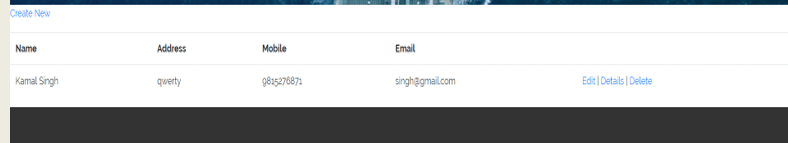 Create New
Name Address Mobile Email
Kamal Singh qwerty 9815276871 singh@gmail.com Edit | Details | Delete